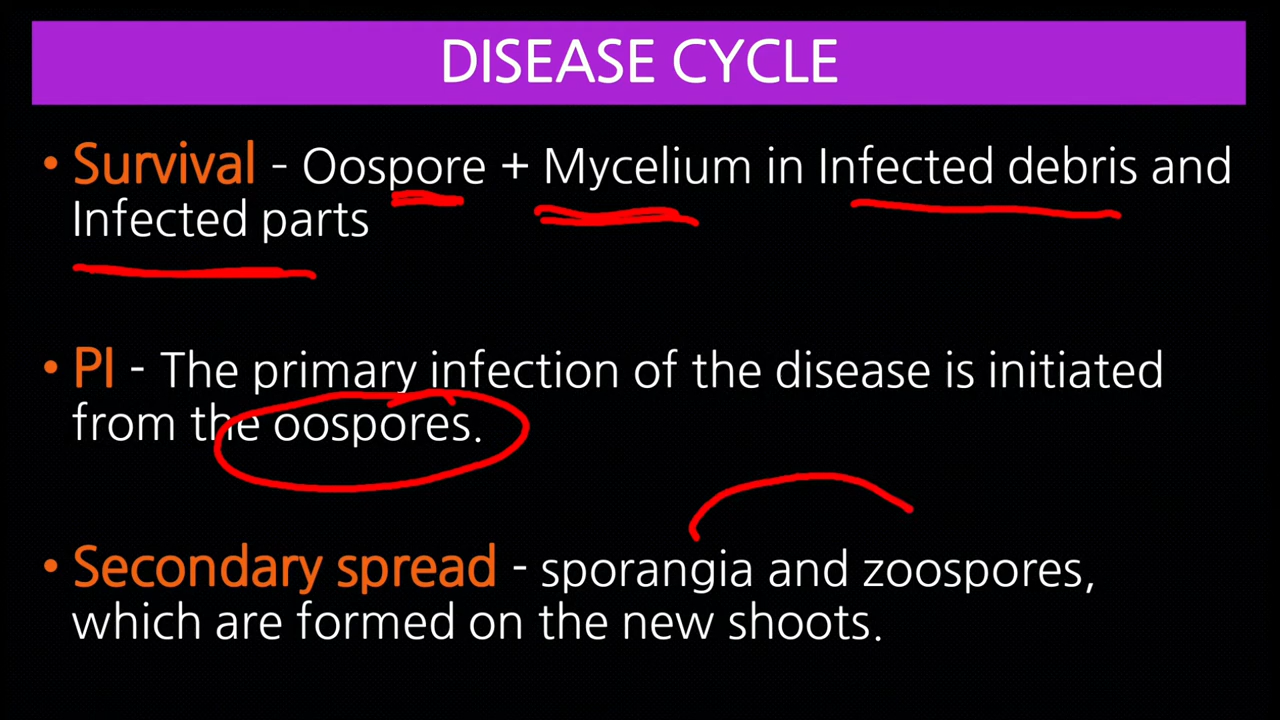 DISEASE CYCLE
• Survival - Oospore + Mycelium in Infected debris and
Infected parts
• PI - The primary infection of the disease is initiated
from the oospores.
• Secondary spread - sporangia and zoospores,
which are formed on the new shoots.